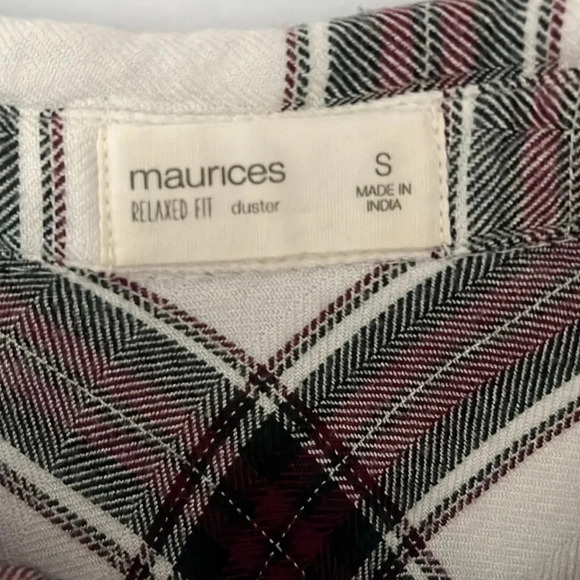 maurices
RELAXED FIT duster
S
MADE IN
INDIA